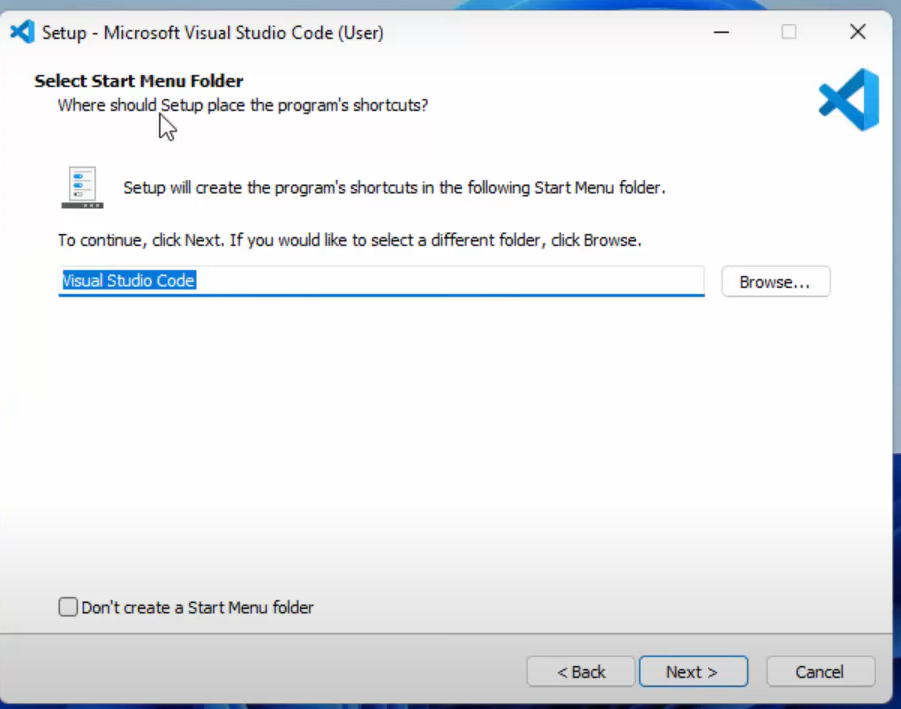 Setup - Microsoft Visual Studio Code (User)
Select Start Menu Folder
Where should Setup place the program's shortcuts?
Setup will create the program's shortcuts in the following Start Menu folder.
To continue, click Next. If you would like to select a different folder, click Browse.
Visual Studio Code
Browse...
Don't create a Start Menu folder
< Back
Next >
Cancel